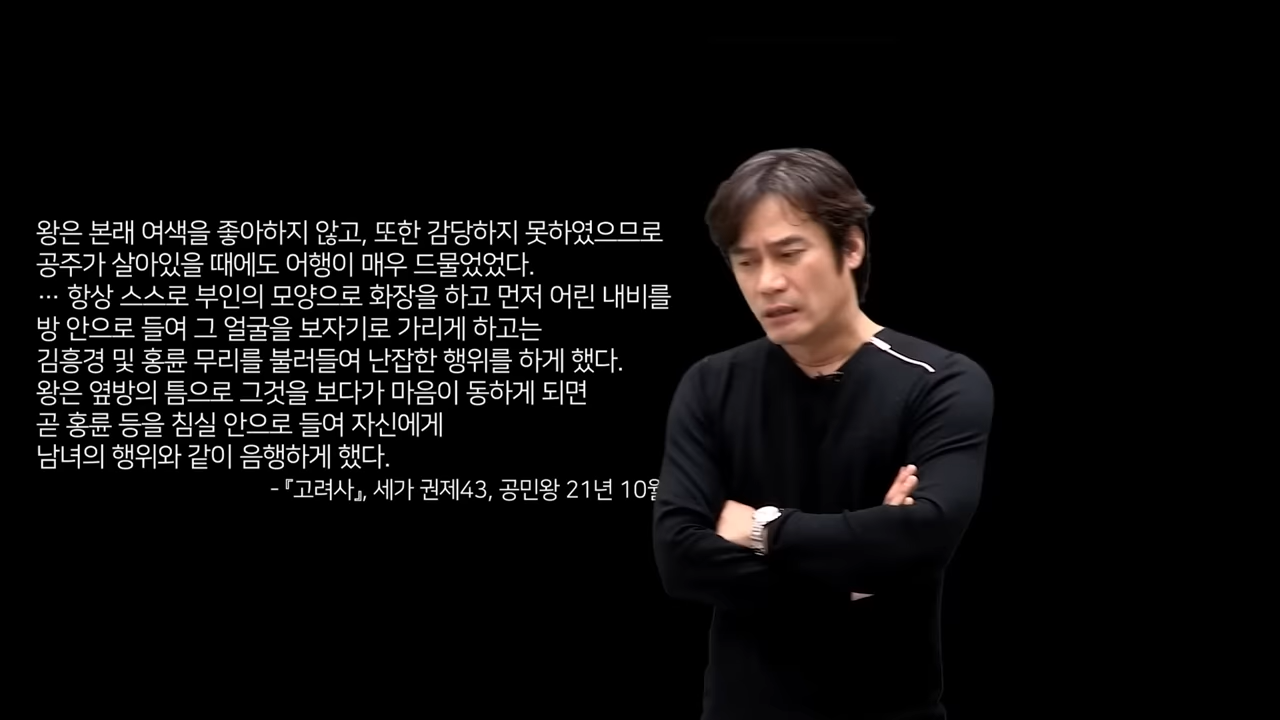 왕은 본래 여색을 좋아하지 않고, 또한 감당하지 못하였으므로
공주가 살아있을 때에도 어행이 매우 드물었었다.
… 항상 스스로 부인의 모양으로 화장을 하고 먼저 어린 내비를
방 안으로 들여 그 얼굴을 보자기로 가리게 하고는
김흥경 및 홍륜 무리를 불러들여 난잡한 행위를 하게 했다.
왕은 옆방의 틈으로 그것을 보다가 마음이 동하게 되면
곧 홍륜 등을 침실 안으로 들여 자신에게
남녀의 행위와 같이 음행하게 했다.
-『고려사』, 세가 권제43, 공민왕 21년 10월